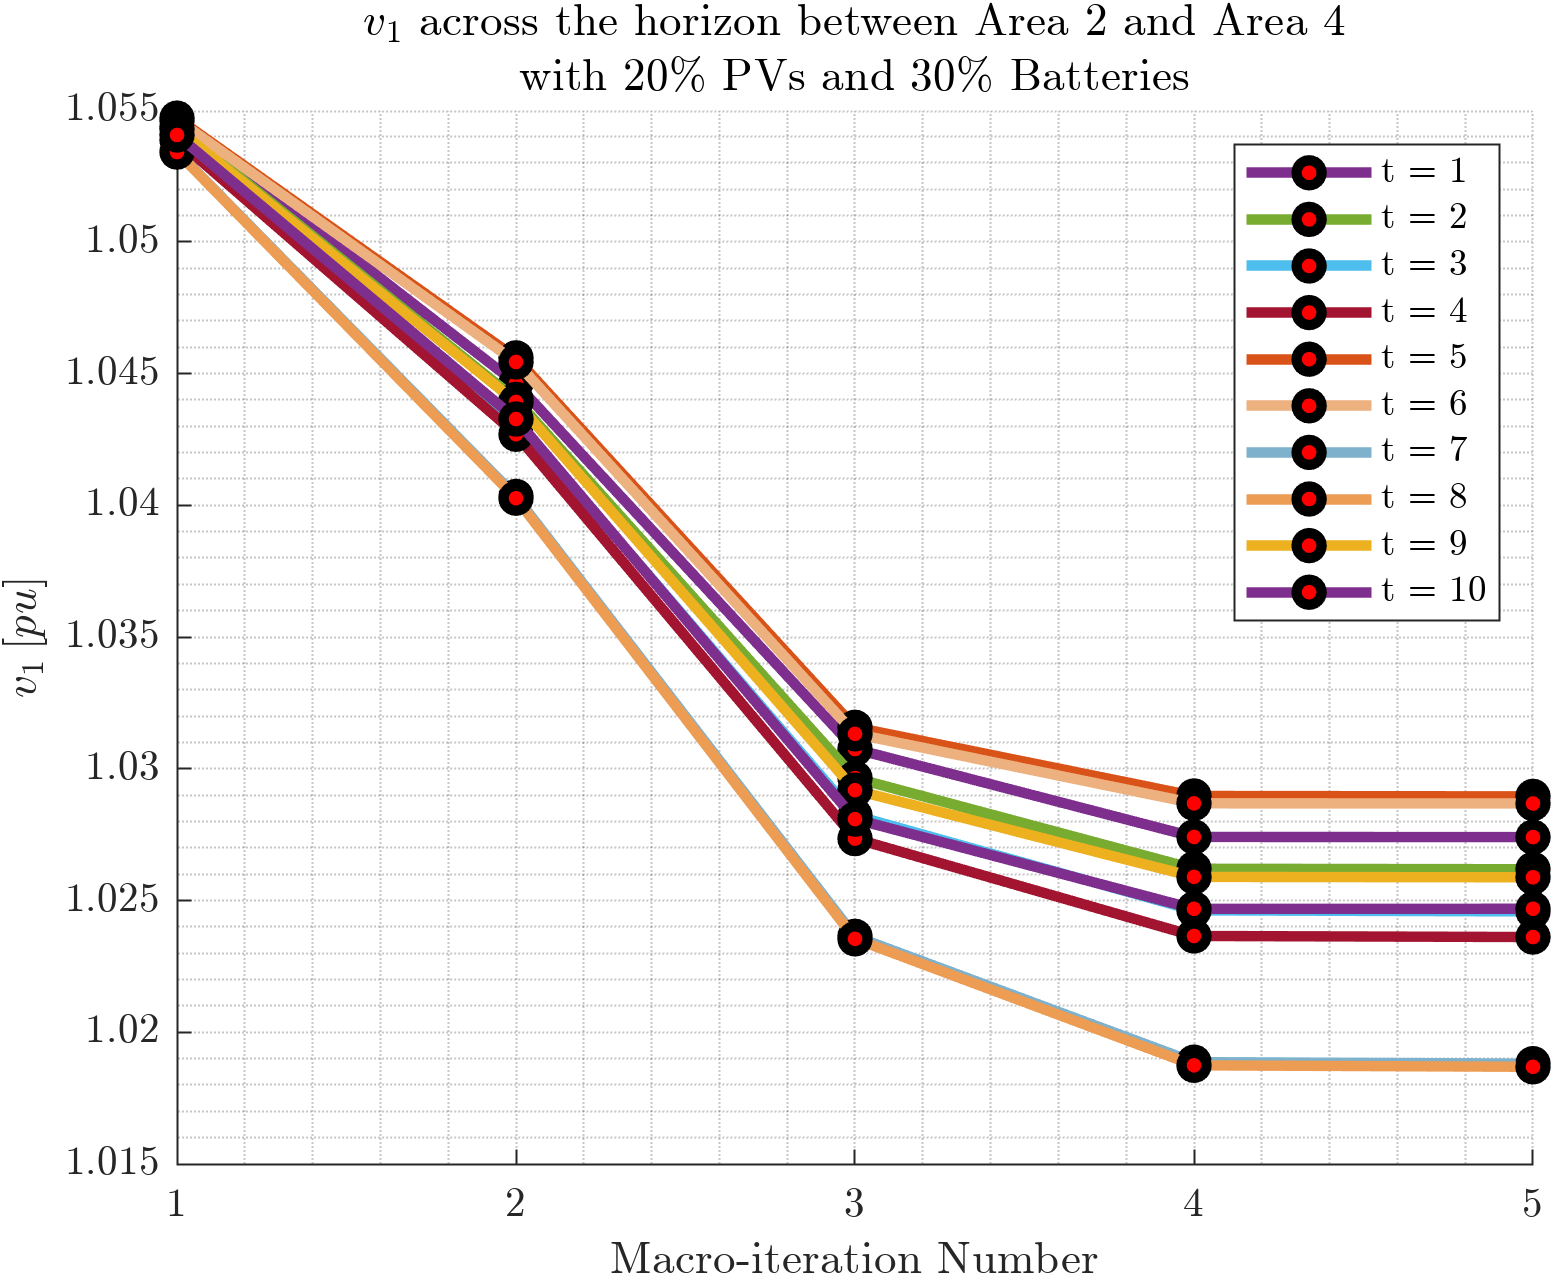 v₁ across the horizon between Area 2 and Area 4
with 20% PVs and 30% Batteries
1.055
1.05
1.045
1.04
1.035
1.03
1.025
1.02
1.015
v₁ [pu]
t = 1
t = 2
t = 3
t = 4
t = 5
t = 6
t = 7
t = 8
t = 9
t = 10
1 2 3 4 5
Macro-iteration Number